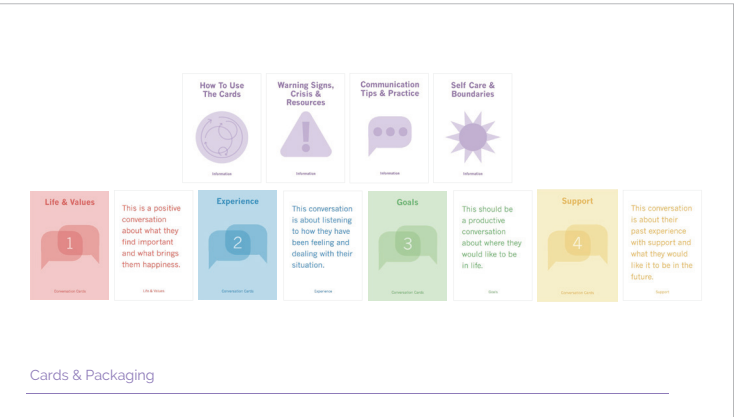 How To Use
The Cards
Information
Warning Signs,
Crisis &
Resources
Information
Communication
Tips & Practice
Information
Self Care &
Boundaries
Information
Life & Values
1
Conversation Cards
This is a positive
conversation
about what they
find important
and what brings
them happiness.
Life & Values
Experience
2
Conversation Cards
This conversation
is about listening
to how they have
been feeling and
dealing with their
situation.
Experience
Goals
3
Conversation Cards
This should be
a productive
conversation
about where they
would like to be
in life.
Goals
Support
4
Conversation Cards
This conversation
is about their
past experience
with support and
what they would
like it to be in the
future.
Support
Cards & Packaging